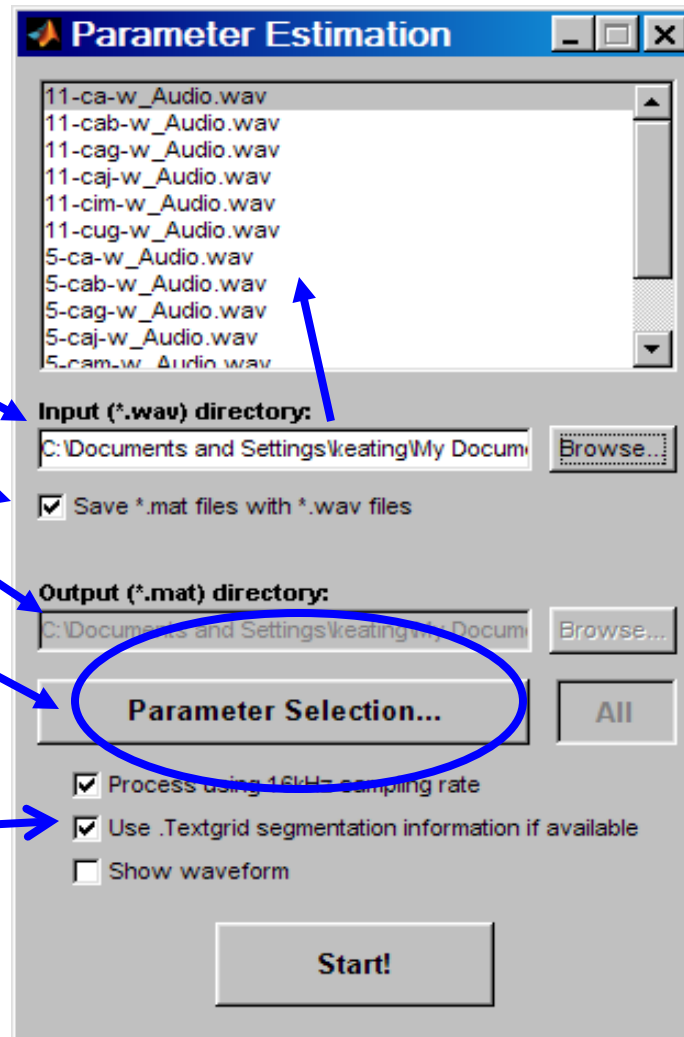 Parameter Estimation
11-ca-w_Audio.wav
11-cab-w_Audio.wav
11-cag-w_Audio.wav
11-caj-w_Audio.wav
11-cim-w_Audio.wav
11-cug-w_Audio.wav
5-ca-w_Audio.wav
5-cab-w_Audio.wav
5-cag-w_Audio.wav
5-caj-w_Audio.wav
5-cam-w_Audio.wav
Input (*.wav) directory:
C:\Documents and Settings\keating\My Docum Browse...
Save *.mat files with *.wav files
Output (*.mat) directory:
C:\Documents and Settings\keating\My Docum Browse...
Parameter Selection... All
Process using 16kHz sampling rate
Use .Textgrid segmentation information if available
Show waveform
Start!